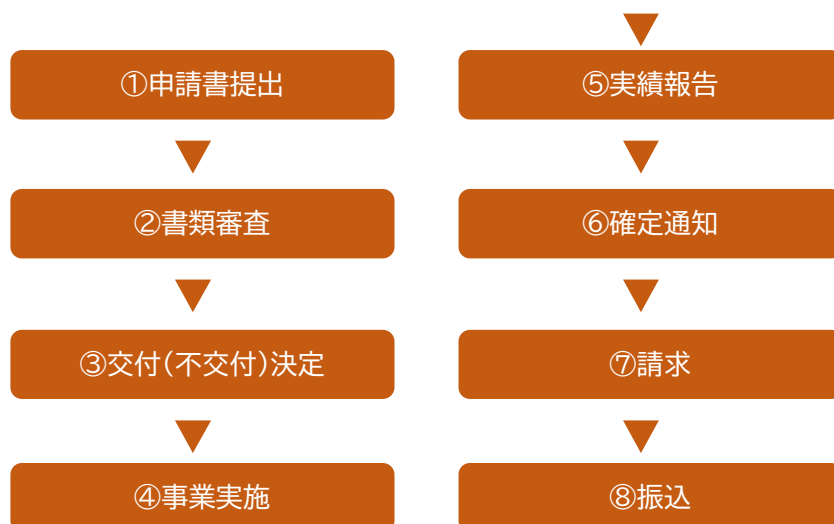 ①申請書提出
②書類審査
③交付(不交付)決定
④事業実施
⑤実績報告
⑥確定通知
⑦請求
⑧振込